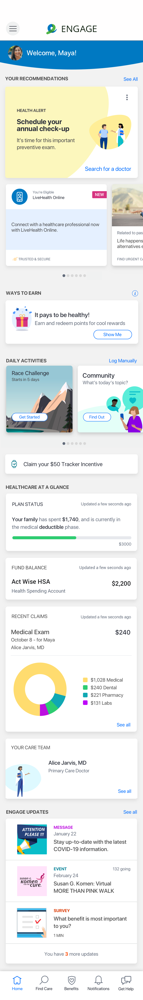 ENGAGE
Welcome, Maya!
YOUR RECOMMENDATIONS
See All
HEALTH ALERT
Schedule your
annual check-up
It's time for this important
preventive exam.
Search for a doctor
You're Eligible
LiveHealth Online
NEW
Connect with a healthcare professional now
with LiveHealth Online.
TRUSTED & SECURE
Related to pas
Life happens
alternatives e
FIND URGENT CA
WAYS TO EARN
It pays to be healthy!
Earn and redeem points for cool rewards
Show Me
DAILY ACTIVITIES
Log Manually
Race Challenge
Starts in 5 days
Get Started
Community
What's today's topic?
Find Out
Claim your $50 Tracker Incentive
HEALTHCARE AT A GLANCE
PLAN STATUS
Updated a few seconds ago
Your family has spent $1,740, and is currently in
the medical deductible phase.
$3000
FUND BALANCE
Updated a few seconds ago
Act Wise HSA
$2,200
Health Spending Account
RECENT CLAIMS
Updated a few seconds ago
Medical Exam
$240
October 8 - for Maya
Alice Jarvis, MD
$1,028 Medical
$240 Dental
$221 Pharmacy
$131 Labs
See all
YOUR CARE TEAM
Alice Jarvis, MD
Primary Care Doctor
See all
ENGAGE UPDATES
See all
ATTENTION
PLEASE !!!
MESSAGE
January 22
Stay up-to-date with the latest
COVID-19 information.
susan G.
komen
FOR THE cure.
EVENT
132 going
February 24
Susan G. Komen: Virtual
MORE THAN PINK WALK
SURVEY
What benefit is most important
to you?
1 MIN
You have 3 more updates
Home
Find Care
Benefits
Notifications
Get Help